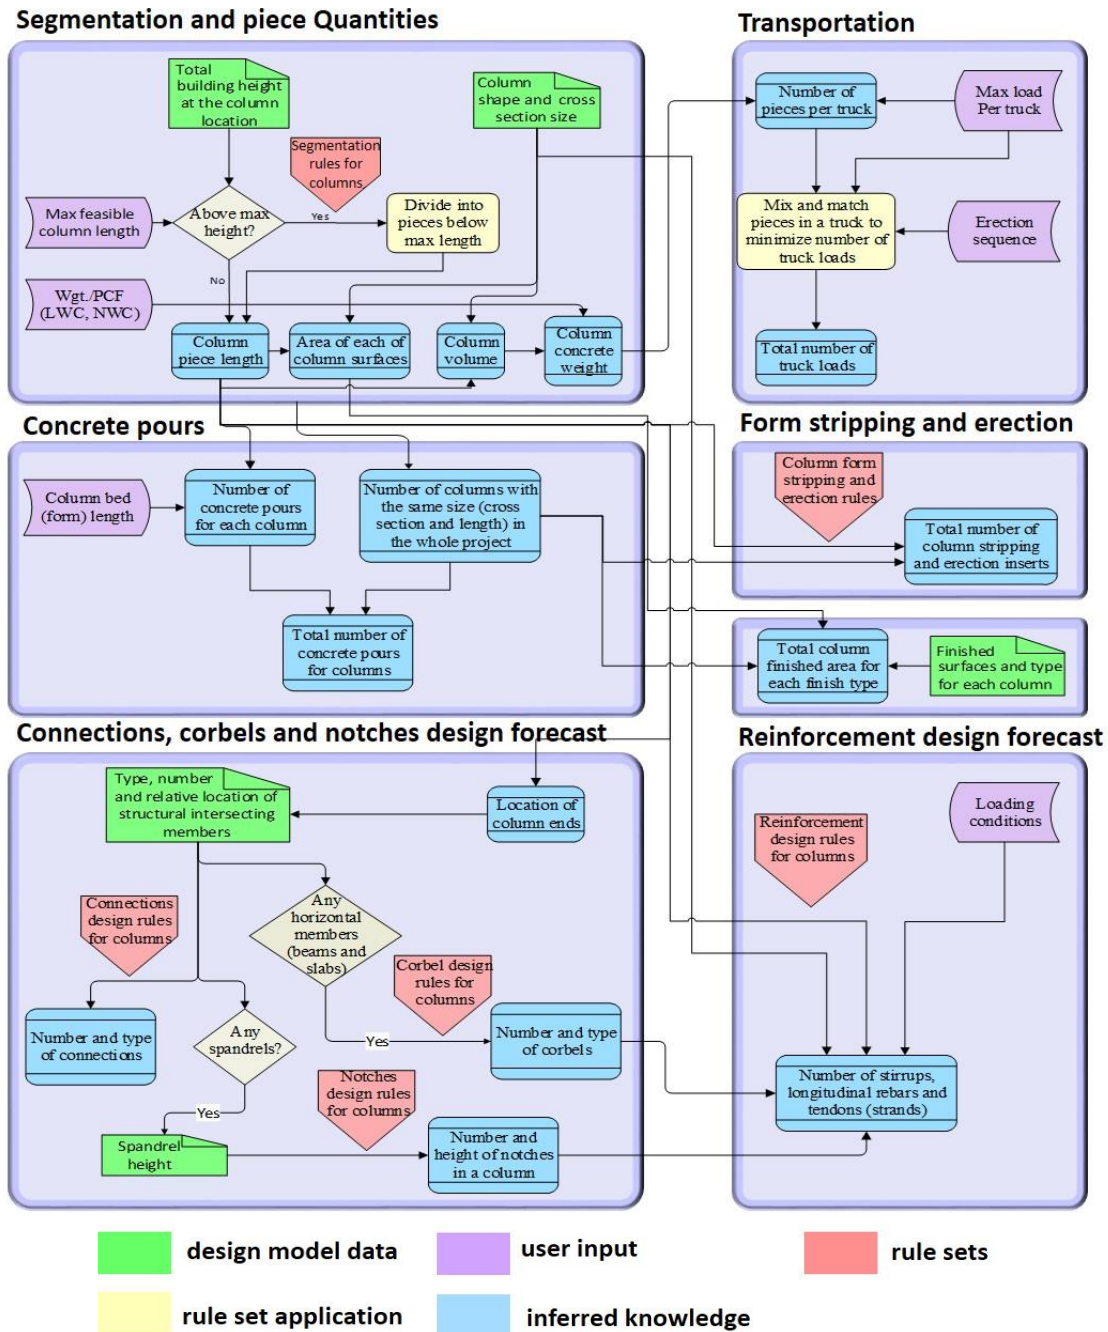 Segmentation and piece Quantities
Total
building height
at the column
location
Column
shape and cross
section size
Segmentation
rules for
columns
Max feasible
column length
Above max
height?
Yes
Divide into
pieces below
max length
No
Wgt./PCF
(LWC, NWC)
Column
piece length
Area of each of
column surfaces
Column
volume
Column
concrete
weight
Transportation
Number of
pieces per truck
Max load
Per truck
Mix and match
pieces in a truck to
minimize number of
truck loads
Erection
sequence
Total number of
truck loads
Concrete pours
Column bed
(form) length
Number of
concrete pours
for each column
Number of columns with
the same size (cross
section and length) in
the whole project
Total number of
concrete pours
for columns
Form stripping and erection
Column form
stripping and
erection rules
Total number of
column stripping
and erection inserts
Total column
finished area for
each finish type
Finished
surfaces and type
for each column
Connections, corbels and notches design forecast
Type, number
and relative location of
structural intersecting
members
Location of
column ends
Connections
design rules
for columns
Any
horizontal
members
(beams and
slabs)
Corbel design
rules for
columns
Number and type
of connections
Any
spandrels?
Yes
Number and type
of corbels
Yes
Notches
design rules
for columns
Spandrel
height
Number and
height of notches
in a column
Reinforcement design forecast
Reinforcement
design rules
for columns
Loading
conditions
Number of stirrups,
longitudinal rebars and
tendons (strands)
design model data
user input
rule sets
rule set application
inferred knowledge